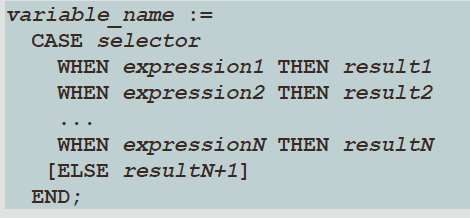 variable_name :=
CASE selector
WHEN expression1 THEN result1
WHEN expression2 THEN result2
...
WHEN expressionN THEN resultN
[ELSE resultN+1]
END;